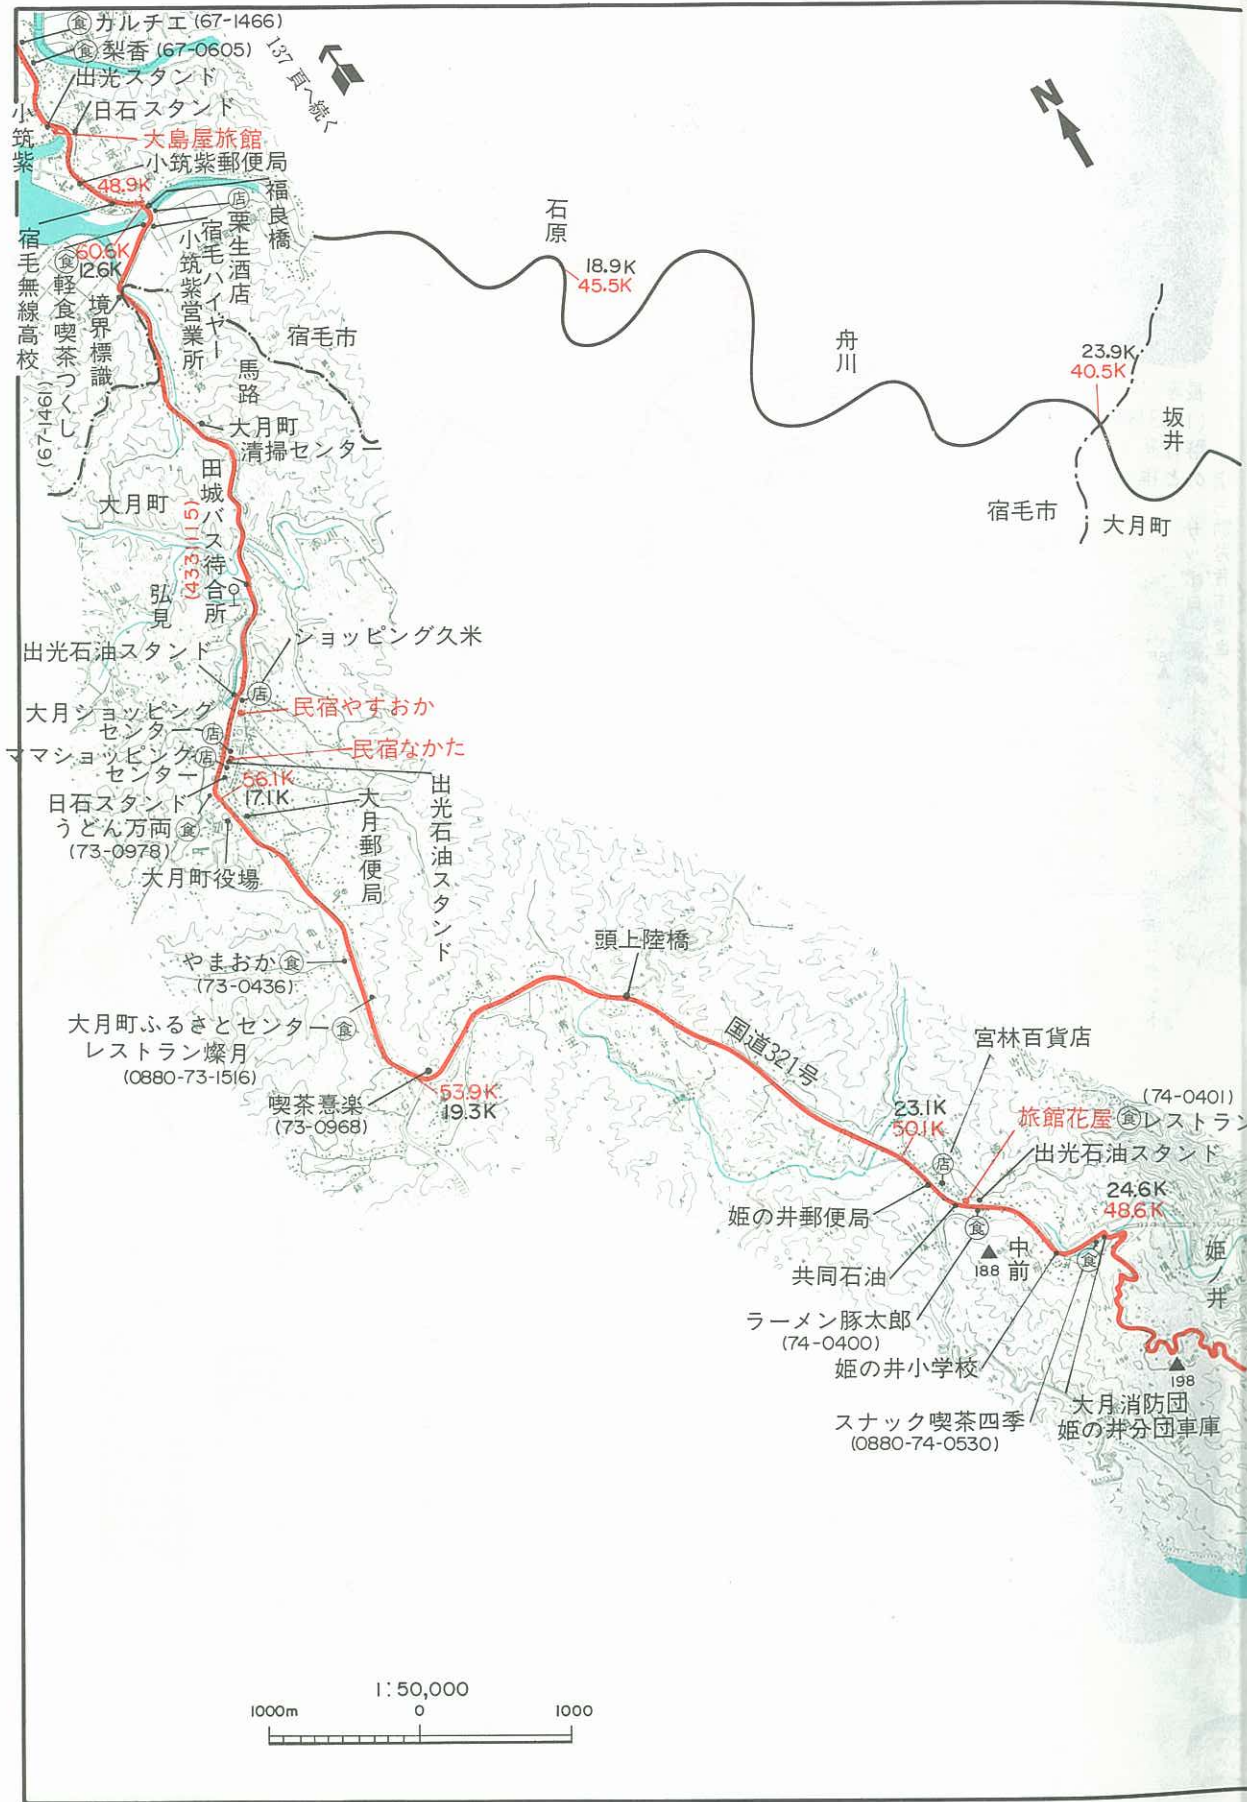 食 カルチエ (67-1466)
食 梨香 (67-0605)
出光スタンド
日石スタンド
大島屋旅館
小筑紫郵便局
137頁へ続く
N
小筑紫
48.9K
福良橋
店 栗生酒店
宿毛ハイヤー
小筑紫営業所
60.6K
12.6K
宿毛無線高校
食 軽食喫茶つくし
(67-1461)
境界標識
宿毛市
馬路
石原
18.9K
45.5K
舟川
23.9K
40.5K
坂井
宿毛市
大月町
大月町
清掃センター
大月町
田城バス待合所
(4331115)
弘見
ショッピング久米
出光石油スタンド
店
大月ショッピング
センター 店
民宿やすおか
ママショッピング 店
センター
民宿なかた
56.1K
17.1K
日石スタンド
うどん万両 食
(73-0978)
大月町役場
大月郵便局
出光石油スタンド
やまおか 食
(73-0436)
大月町ふるさとセンター 食
レストラン燦月
(0880-73-1516)
喫茶憙楽
(73-0968)
53.9K
19.3K
頭上陸橋
国道321号
宮林百貨店
23.1K
50.1K
店
旅館花屋
(74-0401)
食 レストラン
出光石油スタンド
24.6K
48.6K
姫の井郵便局
共同石油
食
188
中前
食
姫ノ井
ラーメン豚太郎
(74-0400)
姫の井小学校
198
スナック喫茶四季
(0880-74-0530)
大月消防団
姫の井分団車庫
1:50,000
1000m 0 1000